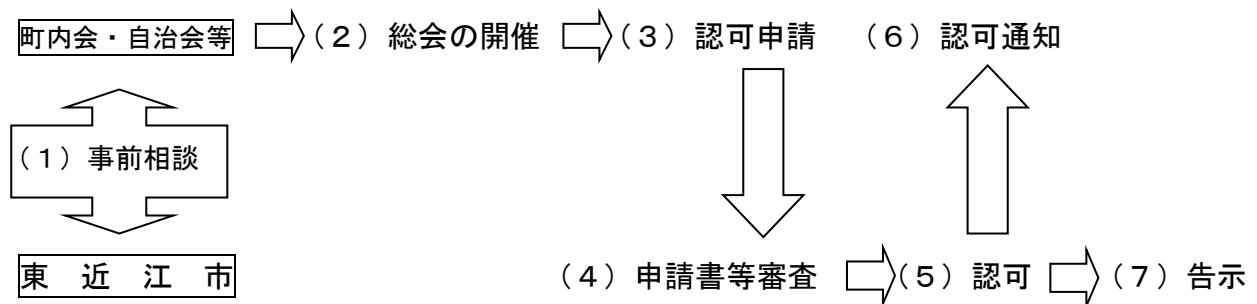 町内会・自治会等 （２）総会の開催 （３）認可申請 （６）認可通知
（１）事前相談
東 近 江 市 （４）申請書等審査 （５）認可 （７）告示